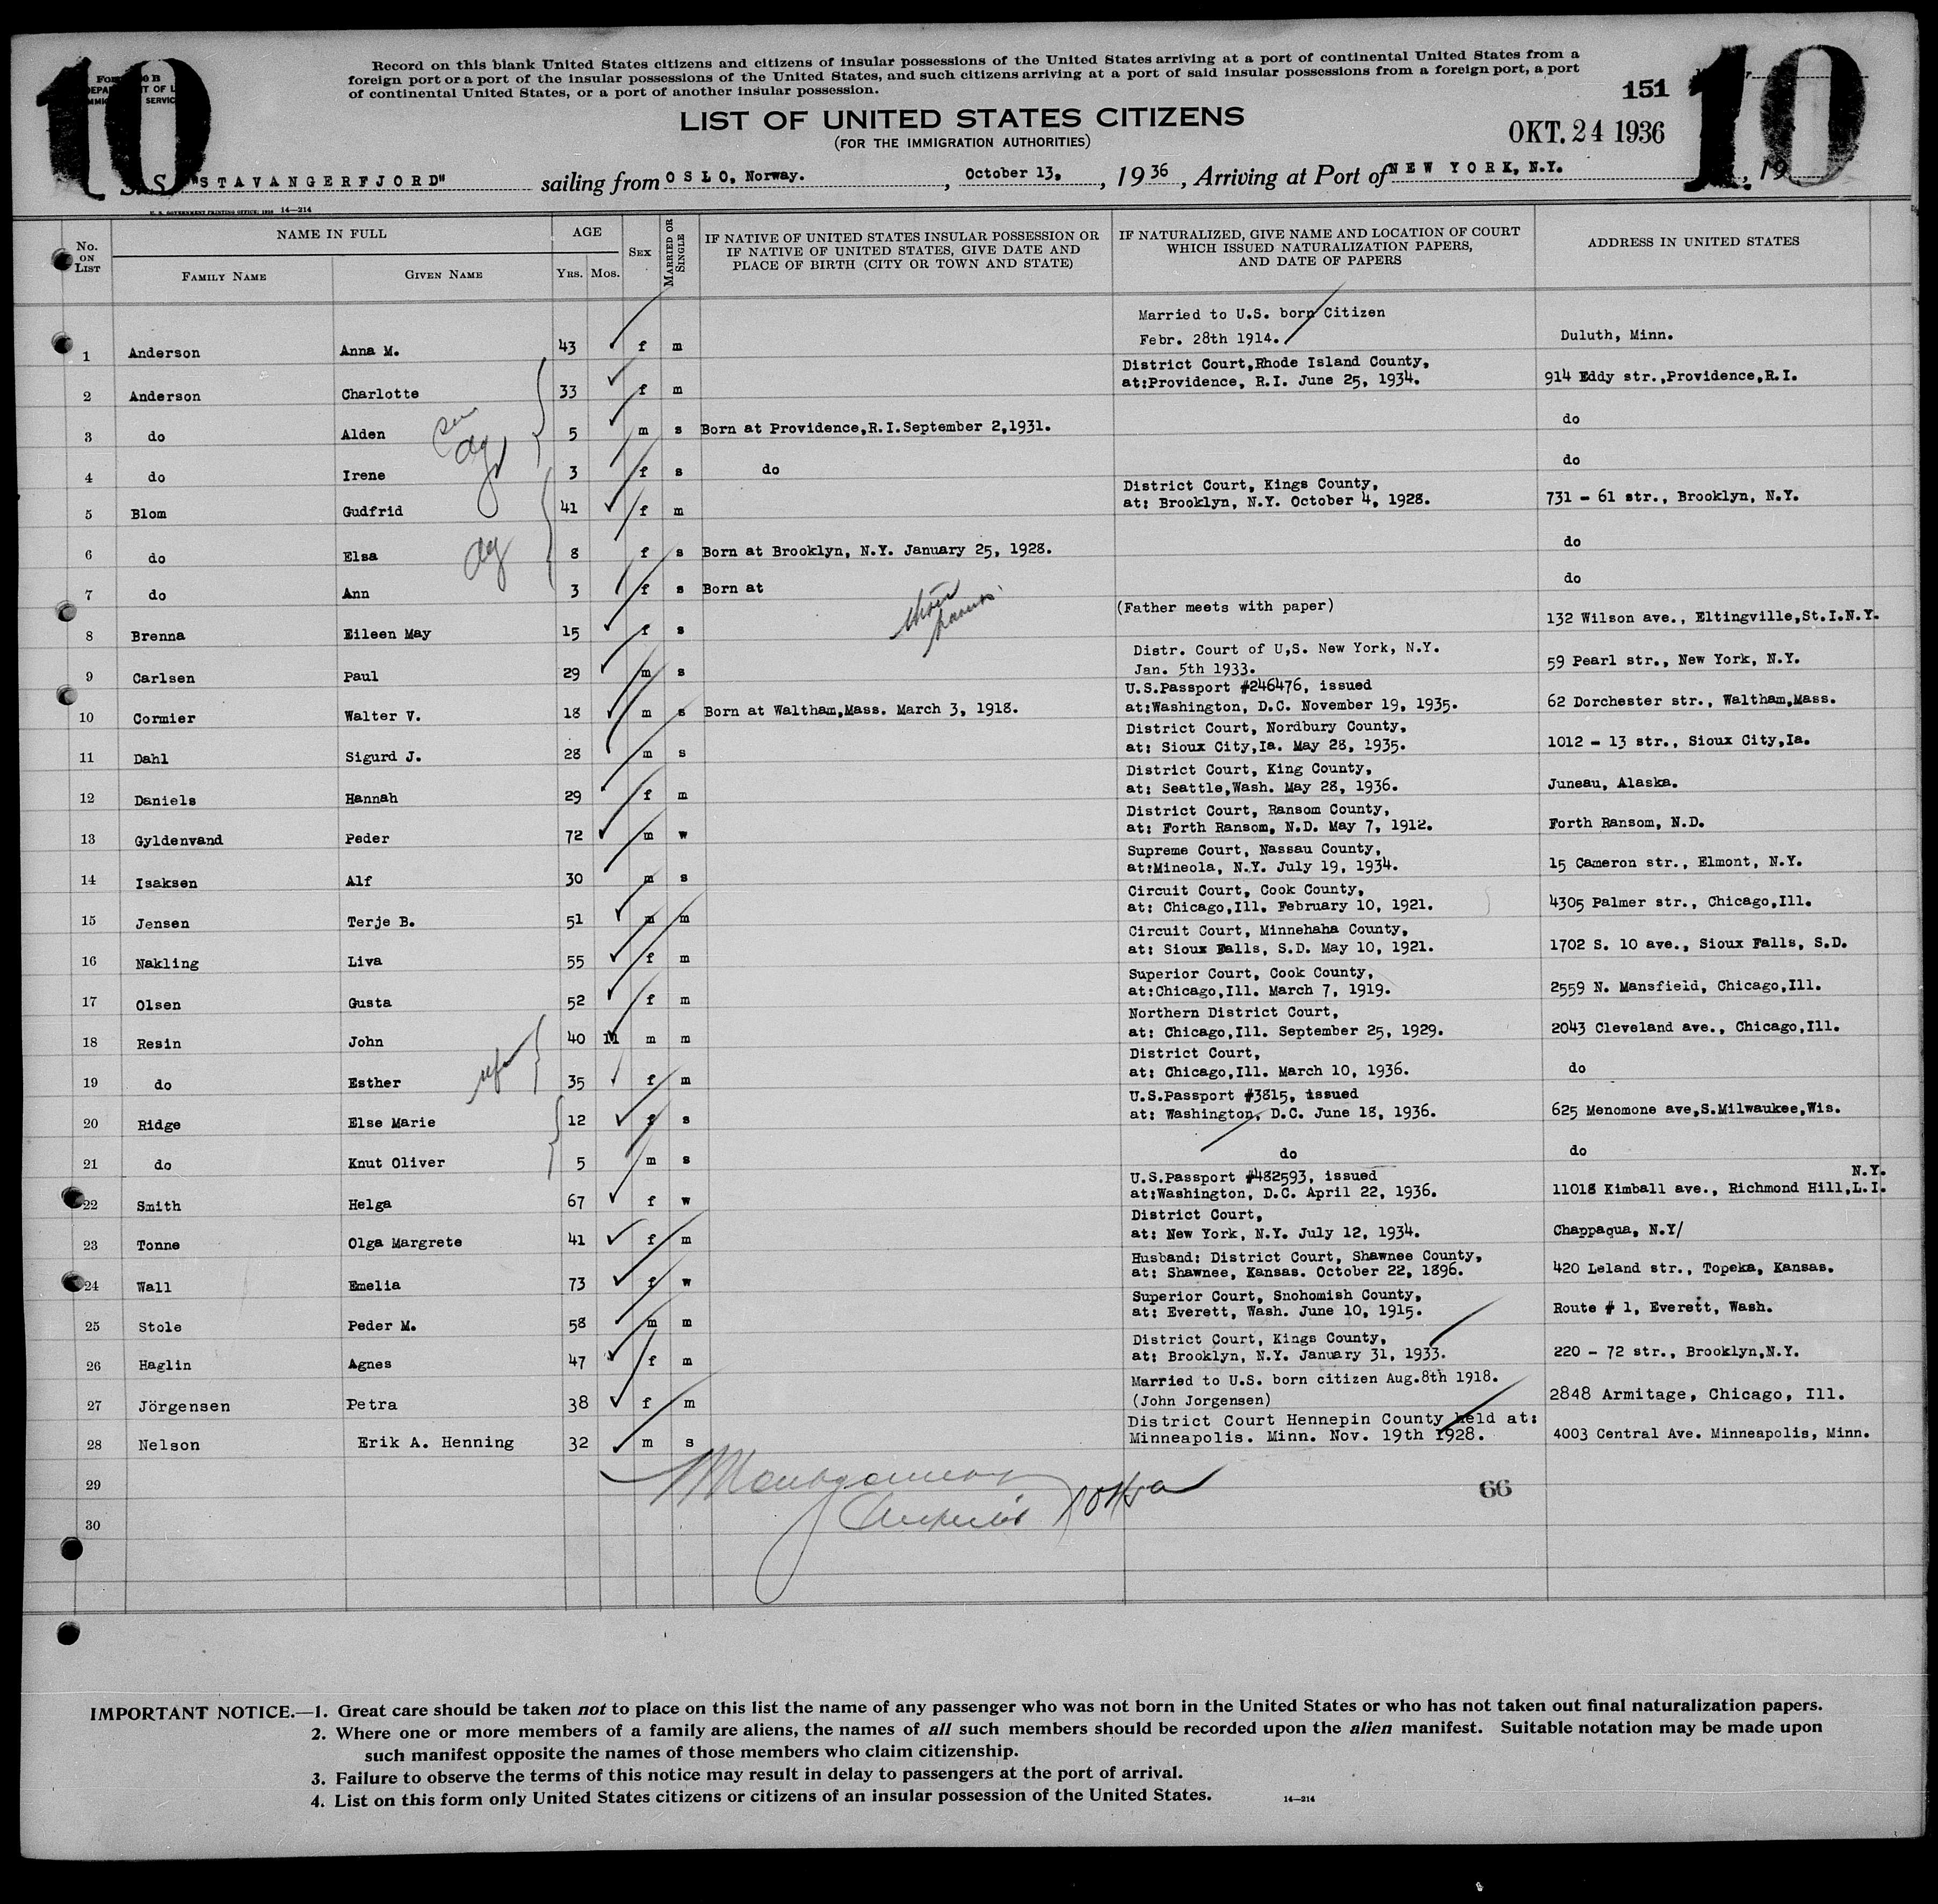 10
Record on this blank United States citizens and citizens of insular possessions of the United States arriving at a port of continental United States from a
foreign port or a port of the insular possessions of the United States, and such citizens arriving at a port of said insular possessions from a foreign port, a port
of continental United States, or a port of another insular possession.
151
10
LIST OF UNITED STATES CITIZENS
(FOR THE IMMIGRATION AUTHORITIES)
OKT. 24 1936
S.S. "STAVANGERFJORD" sailing from OSLO, Norway. , October 13, , 1936 , Arriving at Port of NEW YORK, N.Y. , 19
U. S. GOVERNMENT PRINTING OFFICE: 1936 14—214
No. ON LIST NAME IN FULL FAMILY NAME GIVEN NAME AGE YRS. MOS. SEX MARRIED OR SINGLE IF NATIVE OF UNITED STATES INSULAR POSSESSION OR IF NATIVE OF UNITED STATES, GIVE DATE AND PLACE OF BIRTH (CITY OR TOWN AND STATE) IF NATURALIZED, GIVE NAME AND LOCATION OF COURT WHICH ISSUED NATURALIZATION PAPERS, AND DATE OF PAPERS ADDRESS IN UNITED STATES
Married to U.S. born Citizen
1 Anderson Anna M. 43 f m Febr. 28th 1914. Duluth, Minn.
District Court,Rhode Island County,
2 Anderson Charlotte 33 f m at:Providence, R.I. June 25, 1934. 914 Eddy str.,Providence,R.I.
3 do Alden 5 m s Born at Providence,R.I.September 2,1931. do
4 do Irene 3 f s do do
District Court, Kings County,
5 Blom Gudfrid 41 f m at: Brooklyn, N.Y. October 4, 1928. 731 - 61 str., Brooklyn, N.Y.
6 do Elsa 8 f s Born at Brooklyn, N.Y. January 25, 1928. do
7 do Ann 3 f s Born at do
8 Brenna Eileen May 15 f s (Father meets with paper) 132 Wilson ave., Eltingville,St.I.N.Y.
Distr. Court of U,S. New York, N.Y.
9 Carlsen Paul 29 m s Jan. 5th 1933. 59 Pearl str., New York, N.Y.
U.S.Passport #246476, issued
10 Cormier Walter V. 18 m s Born at Waltham,Mass. March 3, 1918. at:Washington, D.C. November 19, 1935. 62 Dorchester str., Waltham,Mass.
District Court, Nordbury County,
11 Dahl Sigurd J. 28 m s at: Sioux City,Ia. May 28, 1935. 1012 - 13 str., Sioux City,Ia.
District Court, King County,
12 Daniels Hannah 29 f m at: Seattle,Wash. May 28, 1936. Juneau, Alaska.
District Court, Ransom County,
13 Gyldenvand Peder 72 m w at: Forth Ransom, N.D. May 7, 1912. Forth Ransom, N.D.
Supreme Court, Nassau County,
14 Isaksen Alf 30 m s at:Mineola, N.Y. July 19, 1934. 15 Cameron str., Elmont, N.Y.
Circuit Court, Cook County,
15 Jensen Terje B. 51 m m at: Chicago,Ill. February 10, 1921. 4305 Palmer str., Chicago,Ill.
Circuit Court, Minnehaha County,
16 Nakling Liva 55 f m at: Sioux Falls, S.D. May 10, 1921. 1702 S. 10 ave., Sioux Falls, S.D.
Superior Court, Cook County,
17 Olsen Gusta 52 f m at:Chicago,Ill. March 7, 1919. 2559 N. Mansfield, Chicago,Ill.
Northern District Court,
18 Resin John 40 11 m m at: Chicago,Ill. September 25, 1929. 2043 Cleveland ave., Chicago,Ill.
District Court,
19 do Esther 35 f m at: Chicago,Ill. March 10, 1936. do
U.S.Passport #3815, issued
20 Ridge Else Marie 12 f s at: Washington, D.C. June 18, 1936. 625 Menomone ave,S.Milwaukee,Wis.
21 do Knut Oliver 5 m s do do
U.S.Passport #482593, issued N.Y.
22 Smith Helga 67 f w at:Washington, D.C. April 22, 1936. 11018 Kimball ave., Richmond Hill,L.I.
District Court,
23 Tonne Olga Margrete 41 f m at: New York, N.Y. July 12, 1934. Chappaqua, N.Y/
Husband: District Court, Shawnee County,
24 Wall Emelia 73 f w at: Shawnee, Kansas. October 22, 1896. 420 Leland str., Topeka, Kansas.
Superior Court, Snohomish County,
25 Stole Peder M. 58 m m at: Everett, Wash. June 10, 1915. Route # 1, Everett, Wash.
District Court, Kings County,
26 Haglin Agnes 47 f m at: Brooklyn, N.Y. January 31, 1933. 220 - 72 str., Brooklyn,N.Y.
Married to U.S. born citizen Aug.8th 1918.
27 Jörgensen Petra 38 f m (John Jorgensen) 2848 Armitage, Chicago, Ill.
District Court Hennepin County held at:
28 Nelson Erik A. Henning 32 m s Minneapolis. Minn. Nov. 19th 1928. 4003 Central Ave. Minneapolis, Minn.
29 66
30
IMPORTANT NOTICE.—1. Great care should be taken not to place on this list the name of any passenger who was not born in the United States or who has not taken out final naturalization papers.
2. Where one or more members of a family are aliens, the names of all such members should be recorded upon the alien manifest. Suitable notation may be made upon
such manifest opposite the names of those members who claim citizenship.
3. Failure to observe the terms of this notice may result in delay to passengers at the port of arrival.
4. List on this form only United States citizens or citizens of an insular possession of the United States. 14—214